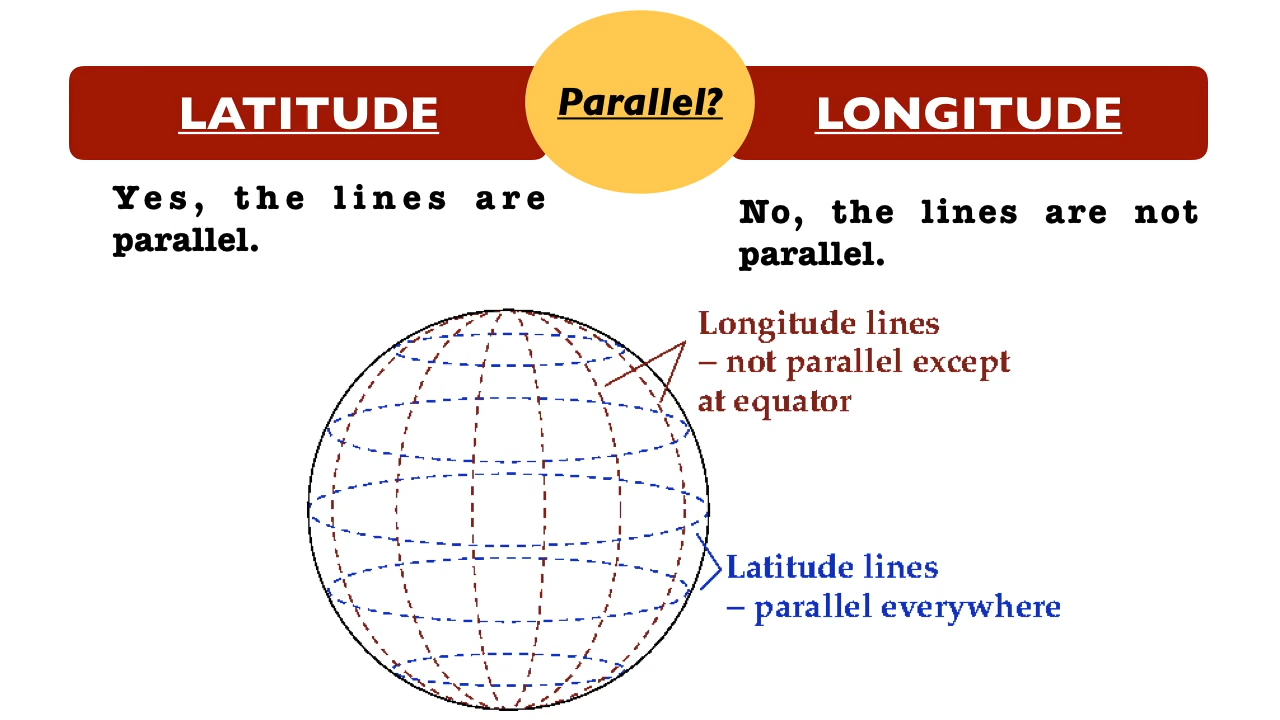 LATITUDE
Parallel?
LONGITUDE
Yes, the lines are
parallel.
No, the lines are not
parallel.
Longitude lines
– not parallel except
at equator
Latitude lines
– parallel everywhere